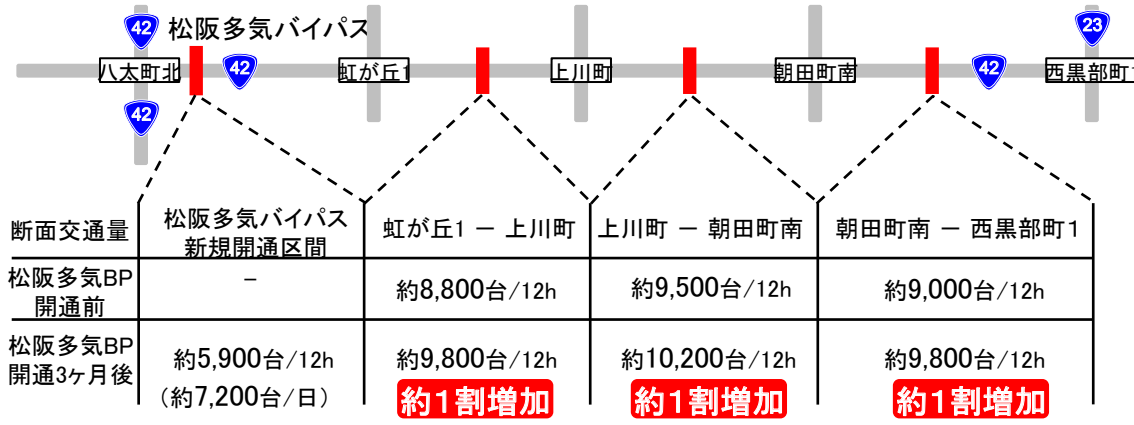 42
松阪多気バイパス
23
八太町北
42
虹が丘1
上川町
朝田町南
42
西黒部町1
42
断面交通量
松阪多気バイパス
新規開通区間
虹が丘1 － 上川町
上川町 － 朝田町南
朝田町南 － 西黒部町1
松阪多気BP
開通前
－
約8,800台/12h
約9,500台/12h
約9,000台/12h
松阪多気BP
開通3ヶ月後
約5,900台/12h
（約7,200台/日）
約9,800台/12h
約１割増加
約10,200台/12h
約１割増加
約9,800台/12h
約１割増加